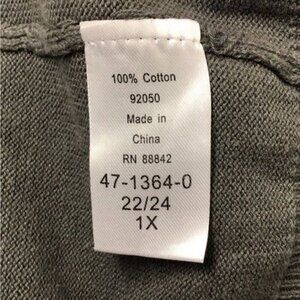 100% Cotton
92050
Made in
China
RN 88842
47-1364-0
22/24
1X